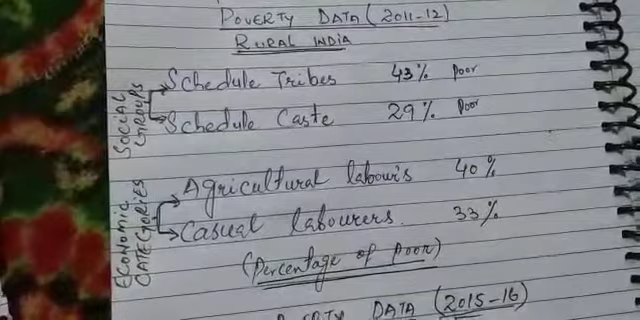 POVERTY DATA (2011-12)
RURAL INDIA
SOCIAL GROUPS
Schedule Tribes 43% Poor
Schedule Caste 29% Poor
ECONOMIC CATEGORIES
Agricultural labours 40%
Casual labourers. 33%
(Percentage of Poor)
DATA (2015-16)